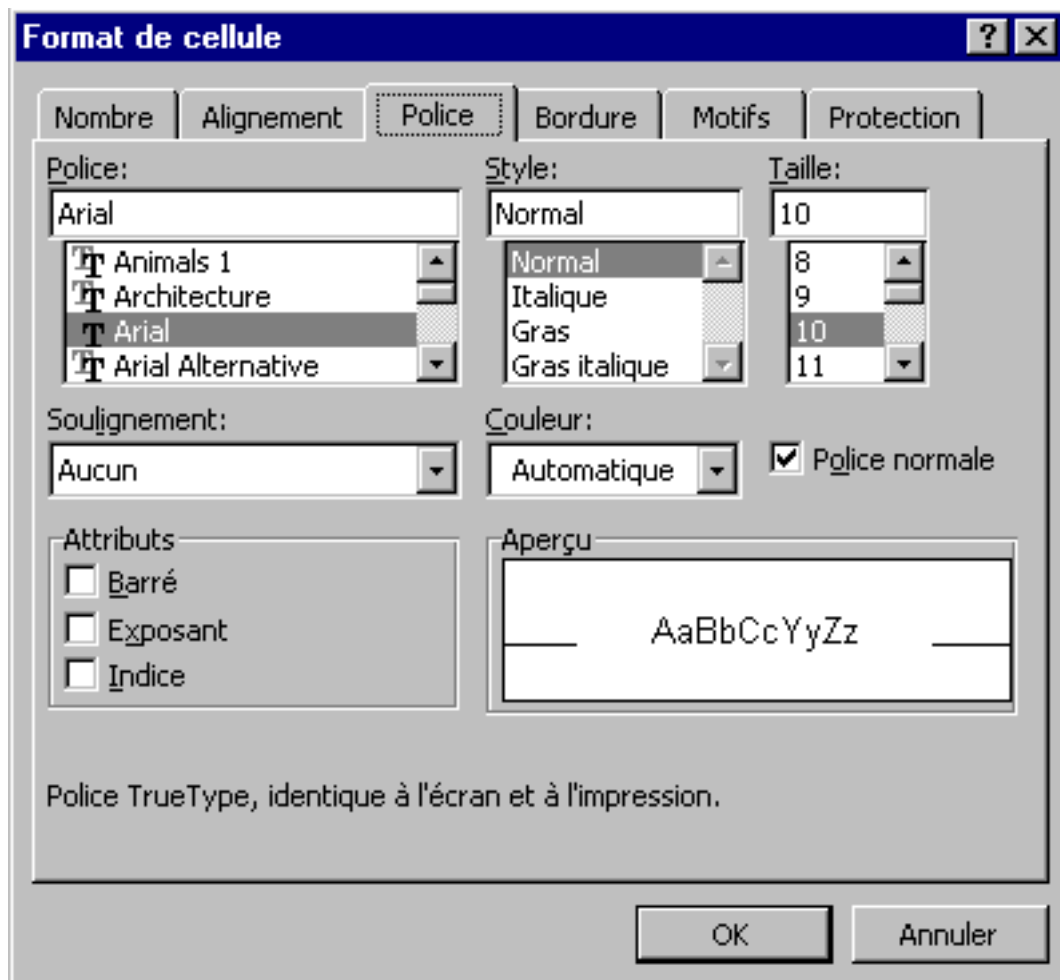 Format de cellule
Nombre Alignement Police Bordure Motifs Protection
Police: Style: Taille:
Arial Normal 10
Animals 1 Normal 8
Architecture Italique 9
Arial Gras 10
Arial Alternative Gras italique 11
Soulignement: Couleur:
Aucun Automatique Police normale
Attributs Aperçu
Barré
Exposant AaBbCcYyZz
Indice
Police TrueType, identique à l'écran et à l'impression.
OK Annuler